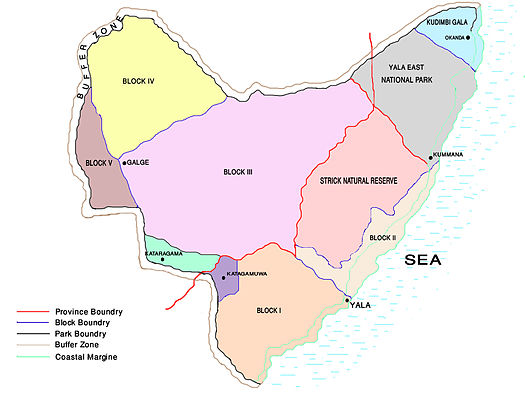 KUDIMBI GALA
OKANDA
BUFFER ZONE
YALA EAST
NATIONAL PARK
BLOCK IV
BLOCK V
GALGE
KUMMANA
BLOCK III
STRICK NATURAL RESERVE
BLOCK II
SEA
KATARAGAMA
KATAGAMUWA
YALA
BLOCK I
Province Boundry
Block Boundry
Park Boundry
Buffer Zone
Coastal Margine